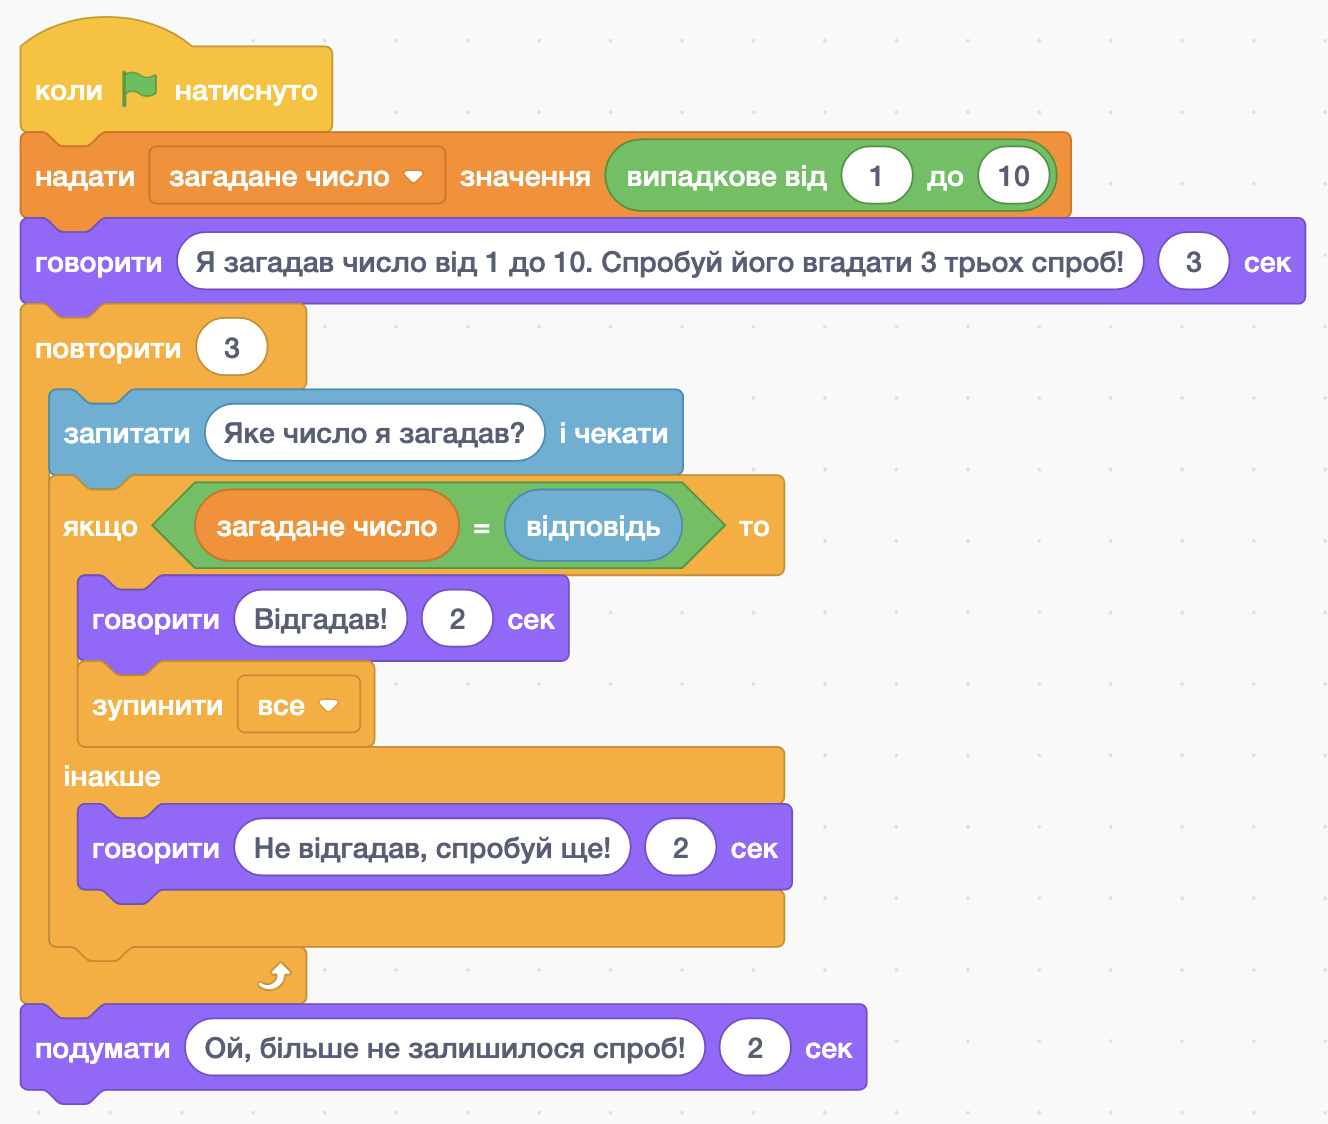 коли натиснуто
надати загадане число значення випадкове від 1 до 10
говорити Я загадав число від 1 до 10. Спробуй його вгадати 3 трьох спроб! 3 сек
повторити 3
запитати Яке число я загадав? і чекати
якщо загадане число = відповідь то
говорити Відгадав! 2 сек
зупинити все
інакше
говорити Не відгадав, спробуй ще! 2 сек
подумати Ой, більше не залишилося спроб! 2 сек